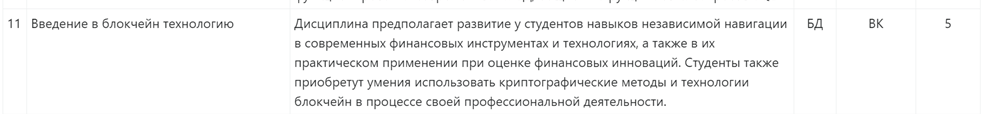 11 Введение в блокчейн технологию Дисциплина предполагает развитие у студентов навыков независимой навигации БД ВК 5
в современных финансовых инструментах и технологиях, а также в их
практическом применении при оценке финансовых инноваций. Студенты также
приобретут умения использовать криптографические методы и технологии
блокчейн в процессе своей профессиональной деятельности.